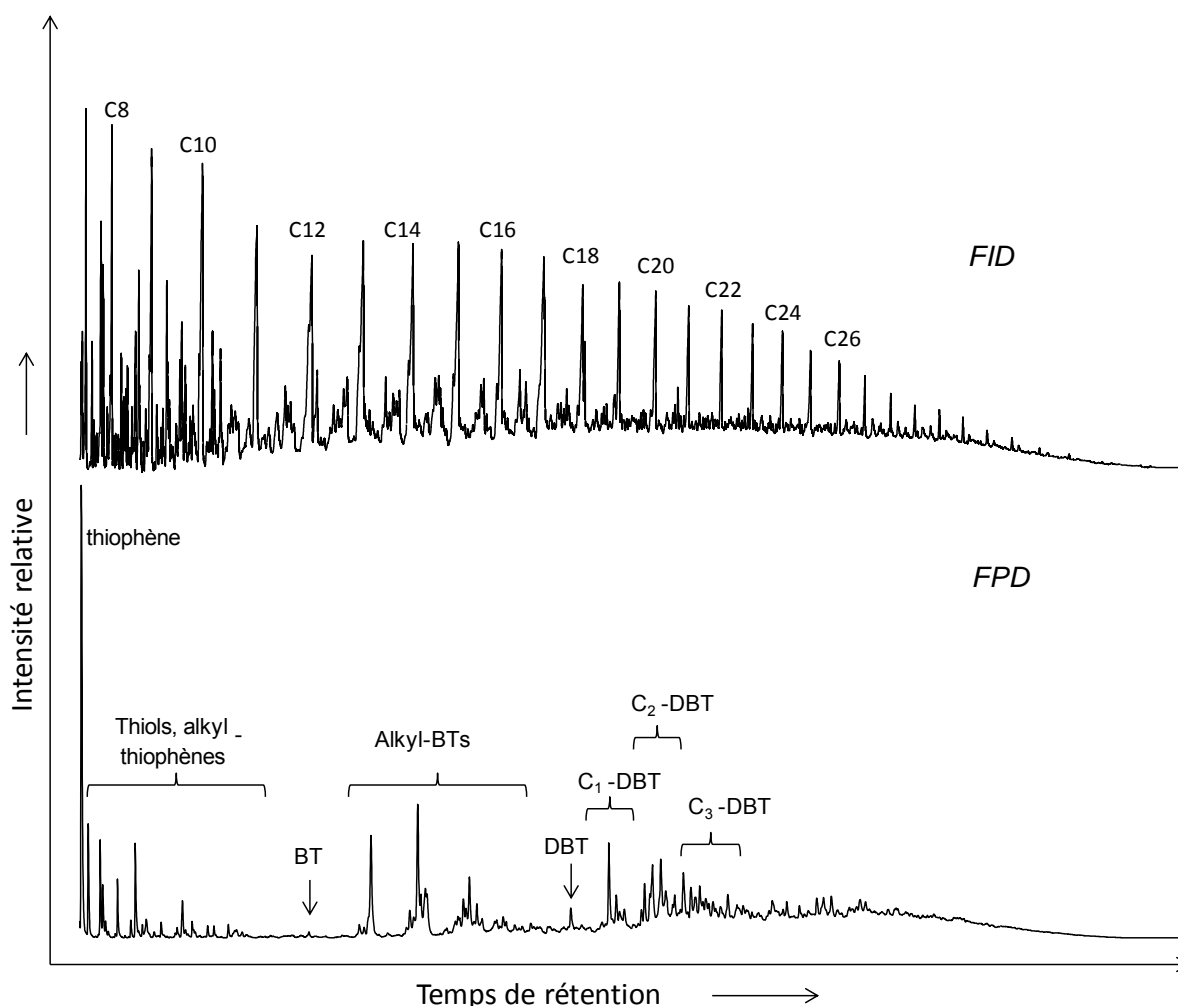 C8
C10
C12
C14
C16
C18
C20
C22
C24
C26
FID
thiophène
FPD
Thiols, alkyl -
thiophènes
BT
Alkyl-BTs
DBT
C₁-DBT
C₂-DBT
C₃-DBT
Intensité relative
Temps de rétention